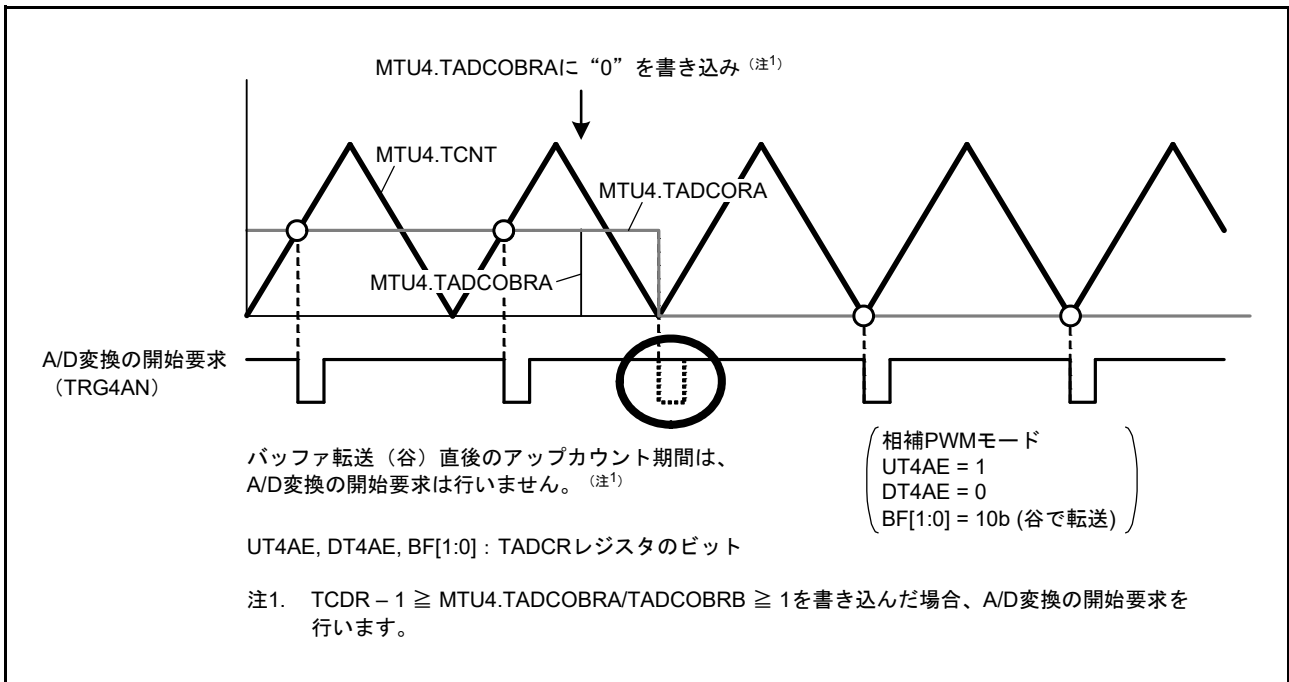 MTU4.TADCOBRAに“0”を書き込み（注1）
MTU4.TCNT
MTU4.TADCORA
MTU4.TADCOBRA
A/D変換の開始要求
（TRG4AN）
バッファ転送（谷）直後のアップカウント期間は、
A/D変換の開始要求は行いません。（注1）
相補PWMモード
UT4AE = 1
DT4AE = 0
BF[1:0] = 10b (谷で転送)
UT4AE, DT4AE, BF[1:0]：TADCRレジスタのビット
注1. TCDR – 1 ≧ MTU4.TADCOBRA/TADCOBRB ≧ 1を書き込んだ場合、A/D変換の開始要求を
行います。